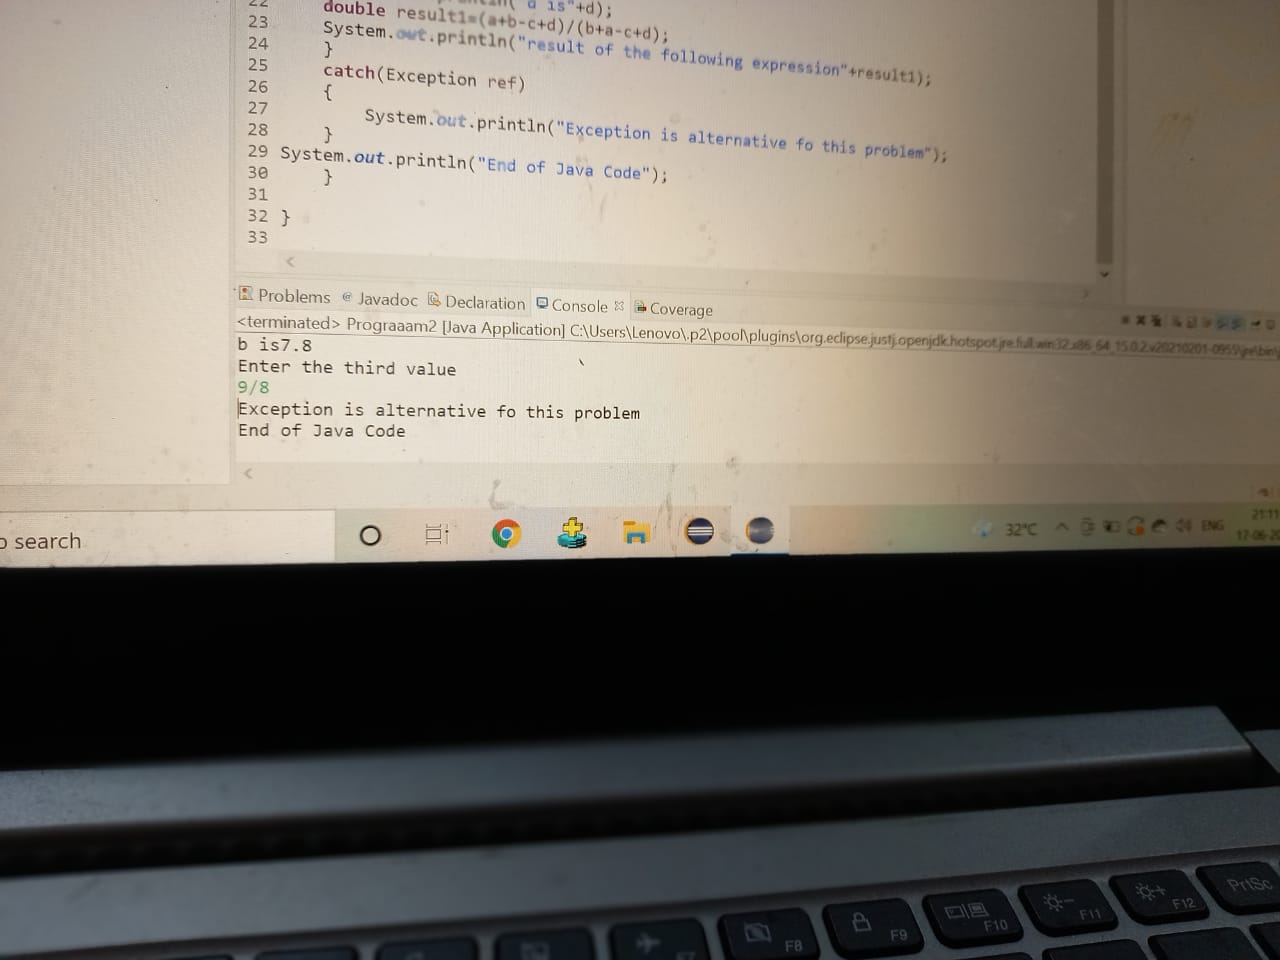 22 is"+d);
23 double result1=(a+b-c+d)/(b+a-c+d);
24 System.out.println("result of the following expression"+result1);
25 }
26 catch(Exception ref)
27 {
28 System.out.println("Exception is alternative fo this problem");
29 }
30 System.out.println("End of Java Code");
31 }
32 }
33
Problems Javadoc Declaration Console Coverage
<terminated> Prograaam2 [Java Application] C:\Users\Lenovo\.p2\pool\plugins\org.eclipse.justj.openjdk.hotspot.jre.full.win32.x86_64_15.0.2.v20210201-0955\jre\bin\
b is7.8
Enter the third value
9/8
Exception is alternative fo this problem
End of Java Code
search
32°C ENG
21:11
17-06-20
PrtSc
F12
F11
F10
F9
F8